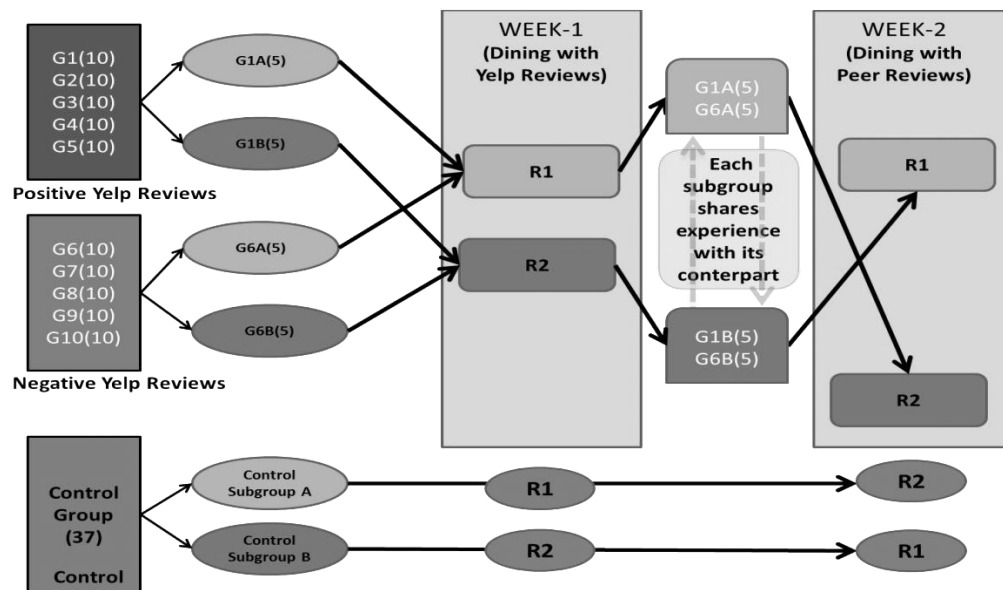 G1(10)
G2(10)
G3(10)
G4(10)
G5(10)
Positive Yelp Reviews
G1A(5)
G1B(5)
G6(10)
G7(10)
G8(10)
G9(10)
G10(10)
Negative Yelp Reviews
G6A(5)
G6B(5)
WEEK-1
(Dining with
Yelp Reviews)
R1
R2
G1A(5)
G6A(5)
Each
subgroup
shares
experience
with its
conterpart
G1B(5)
G6B(5)
WEEK-2
(Dining with
Peer Reviews)
R1
R2
Control
Group
(37)
Control
Control
Subgroup A
R1
R2
Control
Subgroup B
R2
R1